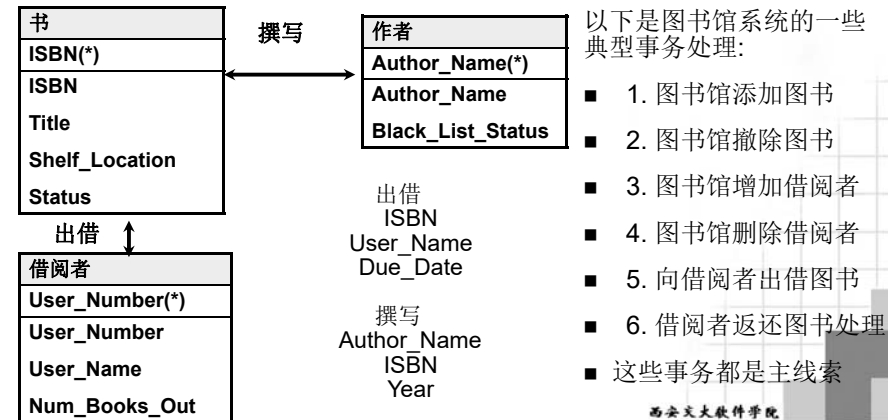 书
ISBN(*)
ISBN
Title
Shelf_Location
Status
撰写
作者
Author_Name(*)
Author_Name
Black_List_Status
出借
借阅者
User_Number(*)
User_Number
User_Name
Num_Books_Out
出借
ISBN
User_Name
Due_Date
撰写
Author_Name
ISBN
Year
以下是图书馆系统的一些
典型事务处理:
■ 1. 图书馆添加图书
■ 2. 图书馆撤除图书
■ 3. 图书馆增加借阅者
■ 4. 图书馆删除借阅者
■ 5. 向借阅者出借图书
■ 6. 借阅者返还图书处理
■ 这些事务都是主线索
西安交大软件学院